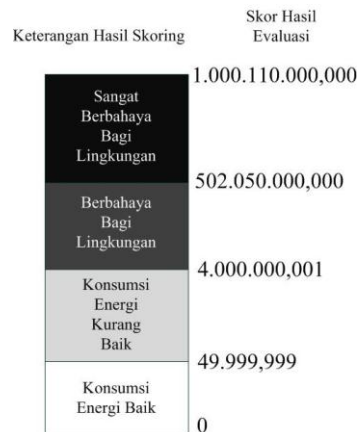 Keterangan Hasil Skoring
Skor Hasil
Evaluasi
1.000.110.000,000
Sangat
Berbahaya
Bagi
Lingkungan
502.050.000,000
Berbahaya
Bagi
Lingkungan
4.000.000,001
Konsumsi
Energi
Kurang
Baik
49.999,999
Konsumsi
Energi Baik
0